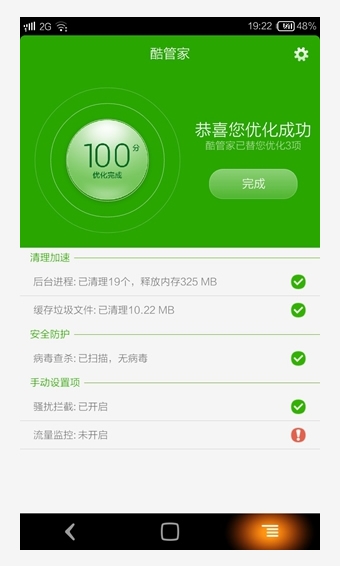 2G 19:22 48%
酷管家
100分
优化完成
恭喜您优化成功
酷管家已替您优化3项
完成
清理加速
后台进程: 已清理19个，释放内存325 MB
缓存垃圾文件: 已清理10.22 MB
安全防护
病毒查杀: 已扫描，无病毒
手动设置项
骚扰拦截: 已开启
流量监控: 未开启